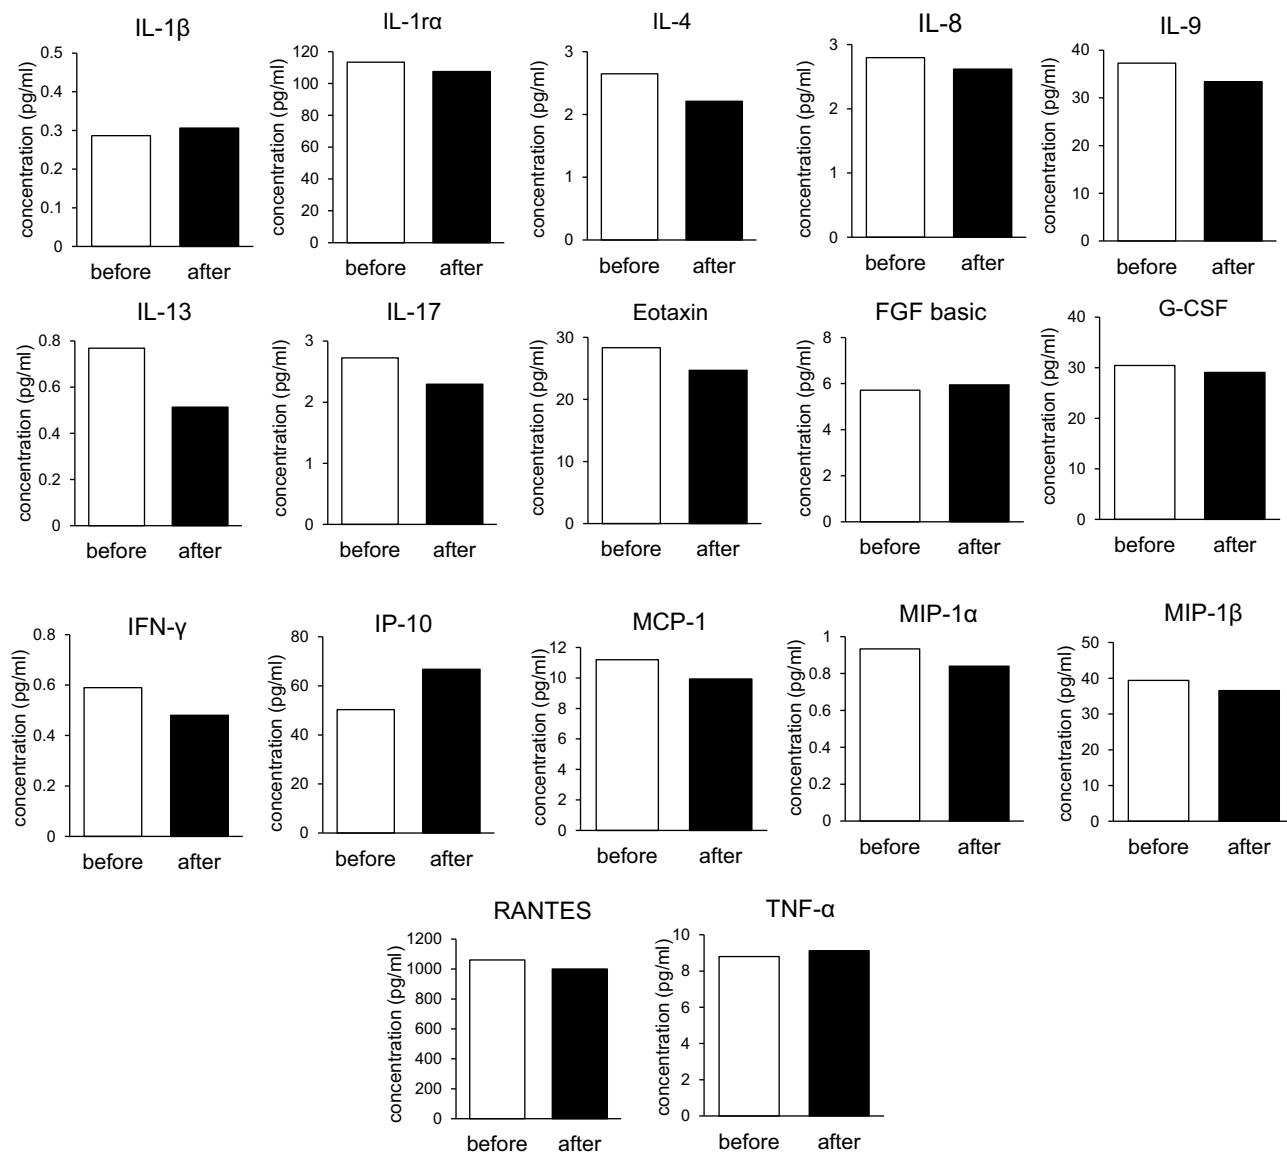 IL-1β
concentration (pg/ml)
0.5
0.4
0.3
0.2
0.1
0
before after
IL-1rα
concentration (pg/ml)
120
100
80
60
40
20
0
before after
IL-4
concentration (pg/ml)
3
2
1
0
before after
IL-8
concentration (pg/ml)
3
2
1
0
before after
IL-9
concentration (pg/ml)
40
30
20
10
0
before after
IL-13
concentration (pg/ml)
0.8
0.6
0.4
0.2
0
before after
IL-17
concentration (pg/ml)
3
2
1
0
before after
Eotaxin
concentration (pg/ml)
30
20
10
0
before after
FGF basic
concentration (pg/ml)
8
6
4
2
0
before after
G-CSF
concentration (pg/ml)
40
30
20
10
0
before after
IFN-γ
concentration (pg/ml)
0.8
0.6
0.4
0.2
0
before after
IP-10
concentration (pg/ml)
80
60
40
20
0
before after
MCP-1
concentration (pg/ml)
12
10
8
6
4
2
0
before after
MIP-1α
concentration (pg/ml)
1
0.8
0.6
0.4
0.2
0
before after
MIP-1β
concentration (pg/ml)
50
40
30
20
10
0
before after
RANTES
concentration (pg/ml)
1200
1000
800
600
400
200
0
before after
TNF-α
concentration (pg/ml)
10
8
6
4
2
0
before after